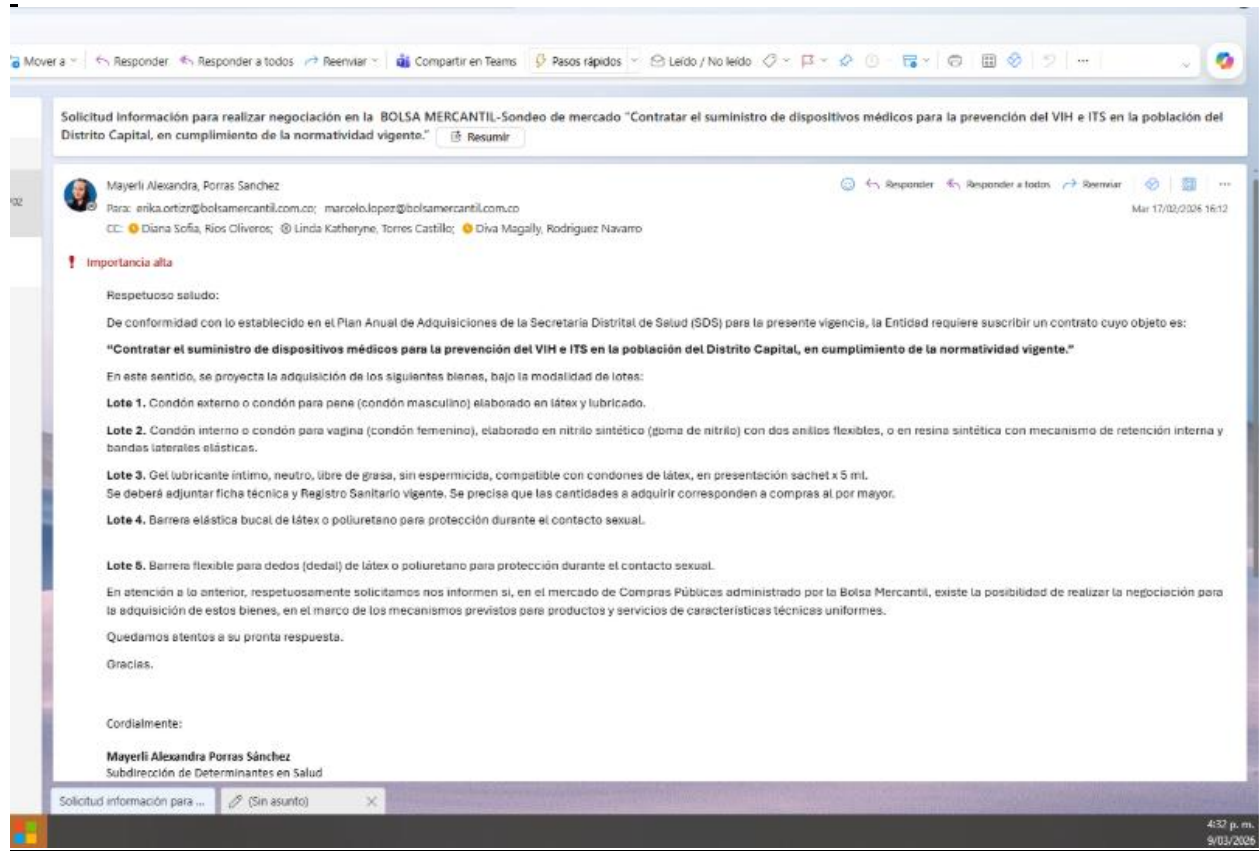 Mover a
Responder
Responder a todos
Reenviar
Compartir en Teams
Pasos rápidos
Leído / No leído
Solicitud información para realizar negociación en la BOLSA MERCANTIL-Sondeo de mercado "Contratar el suministro de dispositivos médicos para la prevención del VIH e ITS en la población del
Distrito Capital, en cumplimiento de la normatividad vigente."
Resumir
Mayerli Alexandra, Porras Sanchez
Responder
Responder a todos
Reenviar
Para: erika.ortizr@bolsamercantil.com.co; marcelo.lopez@bolsamercantil.com.co
Mar 17/02/2026 16:12
CC: Diana Sofia, Rios Oliveros; Linda Katheryne, Torres Castillo; Diva Magally, Rodriguez Navarro
Importancia alta
Respetuoso saludo:
De conformidad con lo establecido en el Plan Anual de Adquisiciones de la Secretaría Distrital de Salud (SDS) para la presente vigencia, la Entidad requiere suscribir un contrato cuyo objeto es:
"Contratar el suministro de dispositivos médicos para la prevención del VIH e ITS en la población del Distrito Capital, en cumplimiento de la normatividad vigente."
En este sentido, se proyecta la adquisición de los siguientes bienes, bajo la modalidad de lotes:
Lote 1. Condón externo o condón para pene (condón masculino) elaborado en látex y lubricado.
Lote 2. Condón interno o condón para vagina (condón femenino), elaborado en nitrilo sintético (goma de nitrilo) con dos anillos flexibles, o en resina sintética con mecanismo de retención interna y
bandas laterales elásticas.
Lote 3. Gel lubricante íntimo, neutro, libre de grasa, sin espermicida, compatible con condones de látex, en presentación sachet x 5 ml.
Se deberá adjuntar ficha técnica y Registro Sanitario vigente. Se precisa que las cantidades a adquirir corresponden a compras al por mayor.
Lote 4. Barrera elástica bucal de látex o poliuretano para protección durante el contacto sexual.
Lote 5. Barrera flexible para dedos (dedal) de látex o poliuretano para protección durante el contacto sexual.
En atención a lo anterior, respetuosamente solicitamos nos informen si, en el mercado de Compras Públicas administrado por la Bolsa Mercantil, existe la posibilidad de realizar la negociación para
la adquisición de estos bienes, en el marco de los mecanismos previstos para productos y servicios de características técnicas uniformes.
Quedamos atentos a su pronta respuesta.
Gracias.
Cordialmente:
Mayerli Alexandra Porras Sánchez
Subdirección de Determinantes en Salud
Solicitud información para ...
(Sin asunto)
4:32 p. m.
9/03/2026